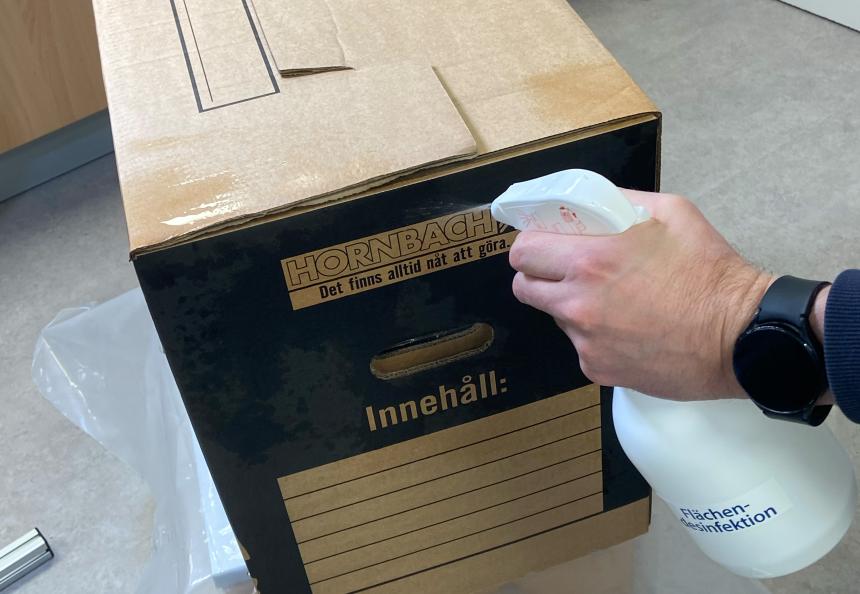 HORNBACH
Det finns alltid nåt att göra.
Innehåll:
Flächen-
desinfektion